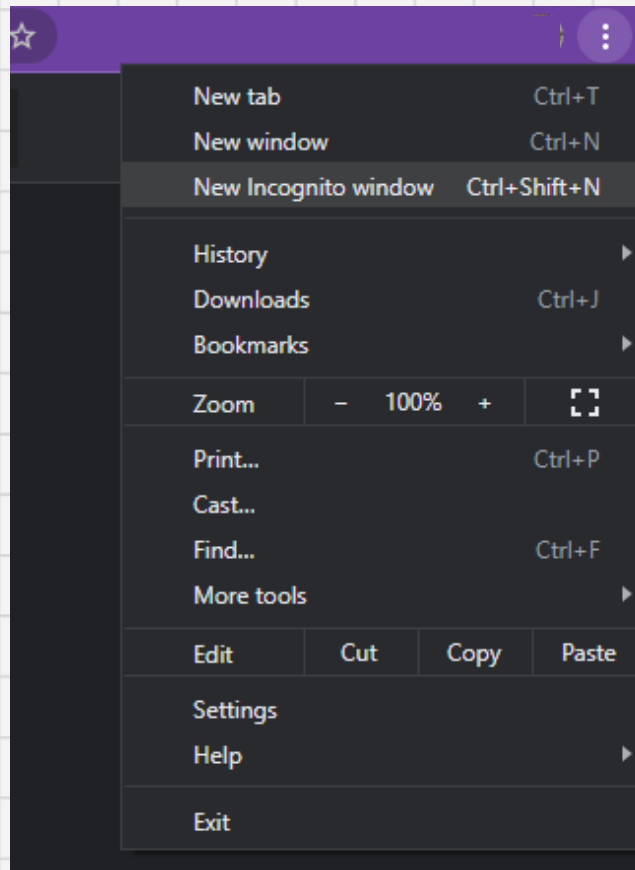 New tab Ctrl+T
New window Ctrl+N
New Incognito window Ctrl+Shift+N
History
Downloads Ctrl+J
Bookmarks
Zoom − 100% +
Print... Ctrl+P
Cast...
Find... Ctrl+F
More tools
Edit Cut Copy Paste
Settings
Help
Exit